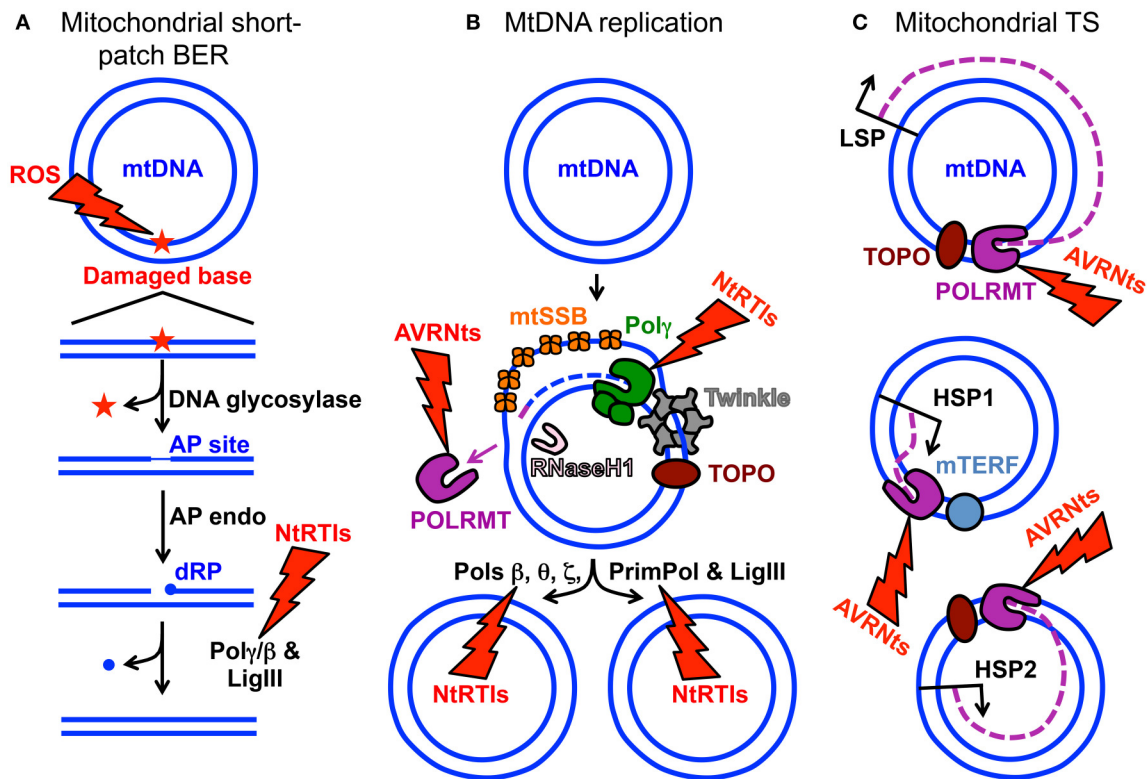 A Mitochondrial short-
patch BER
mtDNA
ROS
Damaged base
DNA glycosylase
AP site
AP endo
NtRTIs
dRP
Polγ/β &
LigIII
B MtDNA replication
mtDNA
NtRTIs
mtSSB
Polγ
AVRNts
Twinkle
RNaseH1
TOPO
POLRMT
Pols β, θ, ζ, PrimPol & LigIII
NtRTIs
NtRTIs
C Mitochondrial TS
LSP
mtDNA
TOPO
AVRNts
POLRMT
HSP1
mTERF
AVRNts
AVRNts
HSP2